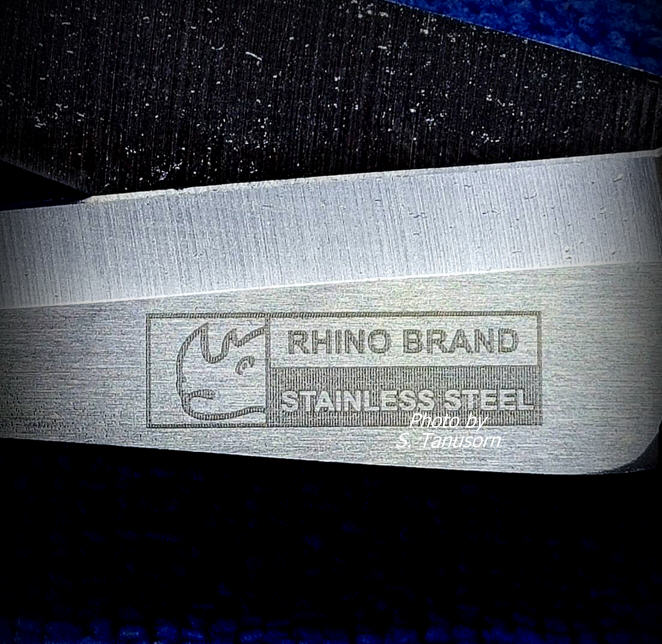 RHINO BRAND
STAINLESS STEEL
Photo by
S. Tanusorn